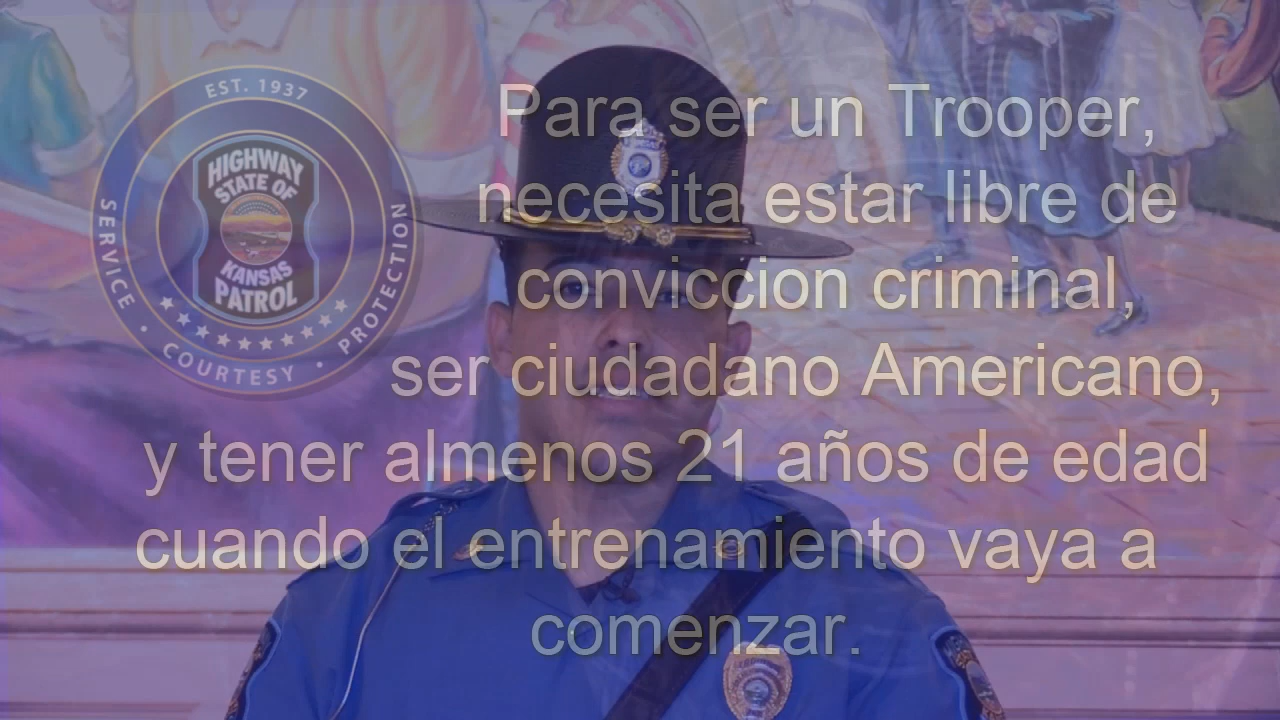 EST. 1937
HIGHWAY
STATE OF
KANSAS
PATROL
SERVICE • COURTESY • PROTECTION
Para ser un Trooper,
necesita estar libre de
conviccion criminal,
ser ciudadano Americano,
y tener almenos 21 años de edad
cuando el entrenamiento vaya a
comenzar.